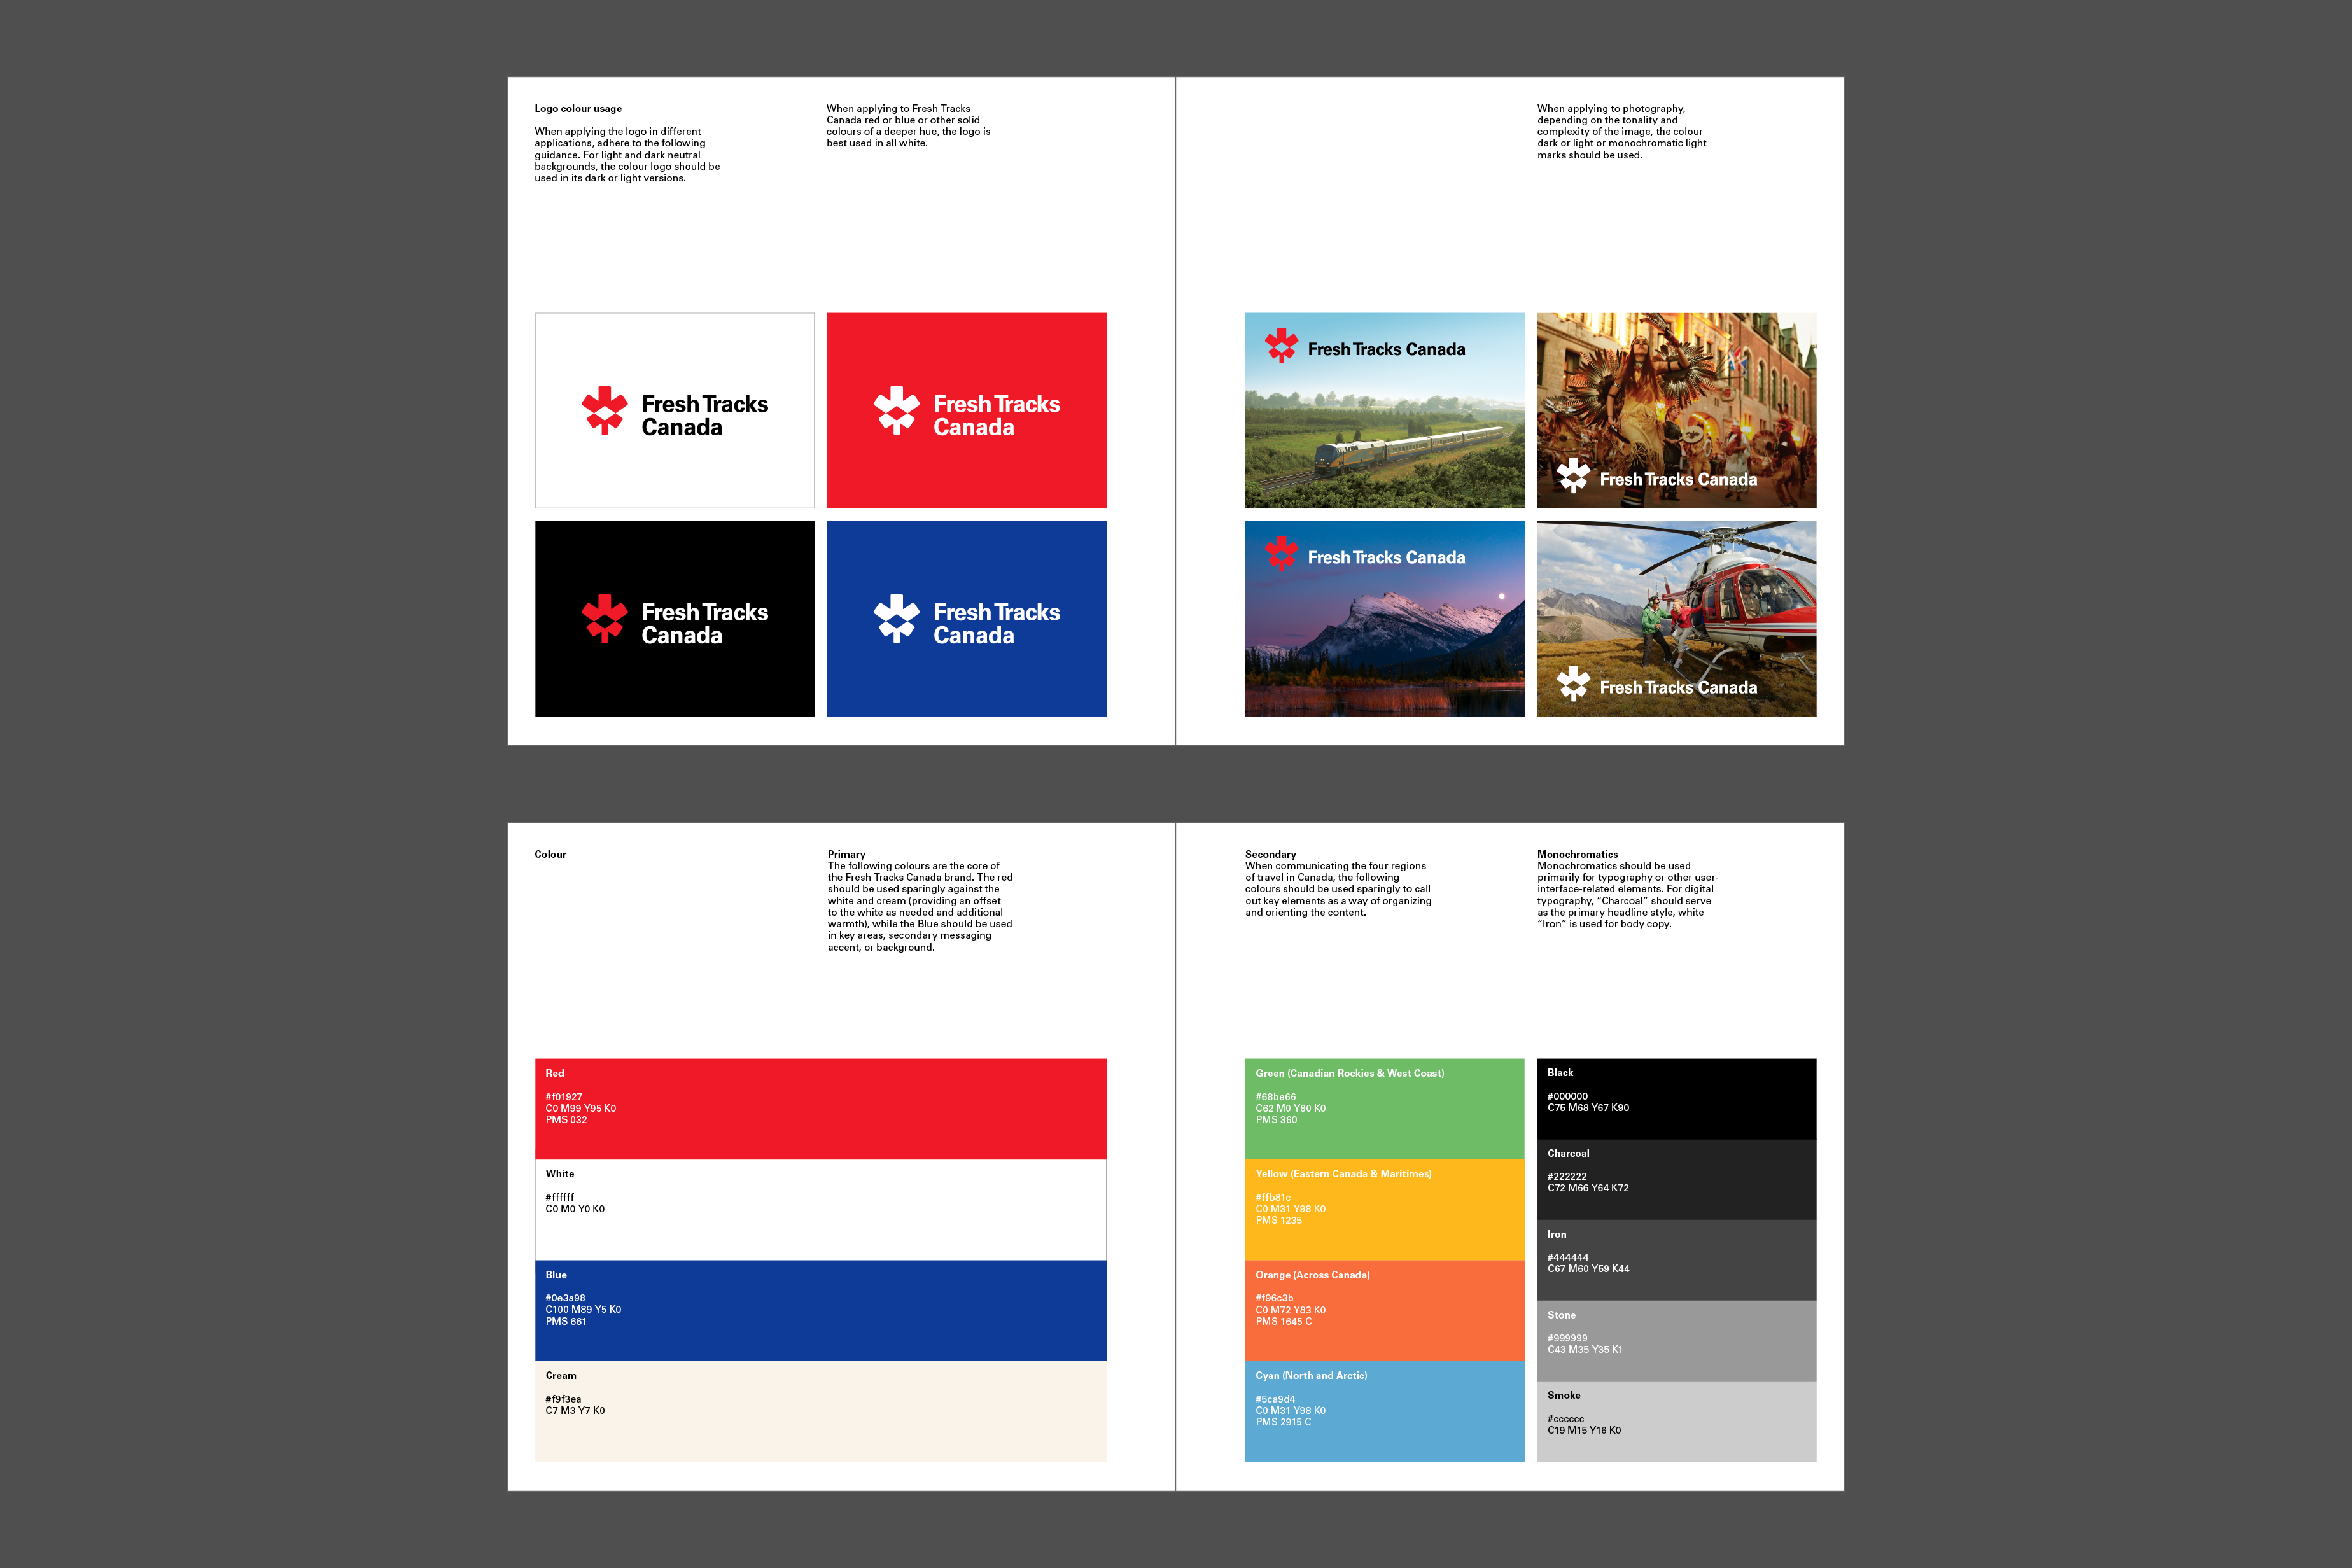 Logo colour usage
When applying the logo in different
applications, adhere to the following
guidance. For light and dark neutral
backgrounds, the colour logo should be
used in its dark or light versions.
When applying to Fresh Tracks
Canada red or blue or other solid
colours of a deeper hue, the logo is
best used in all white.
When applying to photography,
depending on the tonality and
complexity of the image, the colour
dark or light or monochromatic light
marks should be used.
Fresh Tracks
Canada
Fresh Tracks
Canada
Fresh Tracks Canada
Fresh Tracks Canada
Fresh Tracks
Canada
Fresh Tracks
Canada
Fresh Tracks Canada
Fresh Tracks Canada
Colour
Primary
The following colours are the core of
the Fresh Tracks Canada brand. The red
should be used sparingly against the
white and cream (providing an offset
to the white as needed and additional
warmth), while the Blue should be used
in key areas, secondary messaging
accent, or background.
Secondary
When communicating the four regions
of travel in Canada, the following
colours should be used sparingly to call
out key elements as a way of organizing
and orienting the content.
Monochromatics
Monochromatics should be used
primarily for typography or other user-
interface-related elements. For digital
typography, “Charcoal” should serve
as the primary headline style, white
“Iron” is used for body copy.
Red
#f01927
C0 M99 Y95 K0
PMS 032
White
#ffffff
C0 M0 Y0 K0
Blue
#0e3a98
C100 M89 Y5 K0
PMS 661
Cream
#f9f3ea
C7 M3 Y7 K0
Green (Canadian Rockies & West Coast)
#68be66
C62 M0 Y80 K0
PMS 360
Yellow (Eastern Canada & Maritimes)
#ffb81c
C0 M31 Y98 K0
PMS 1235
Orange (Across Canada)
#f96c3b
C0 M72 Y83 K0
PMS 1645 C
Cyan (North and Arctic)
#5ca9d4
C0 M31 Y98 K0
PMS 2915 C
Black
#000000
C75 M68 Y67 K90
Charcoal
#222222
C72 M66 Y64 K72
Iron
#444444
C67 M60 Y59 K44
Stone
#999999
C43 M35 Y35 K1
Smoke
#cccccc
C19 M15 Y16 K0